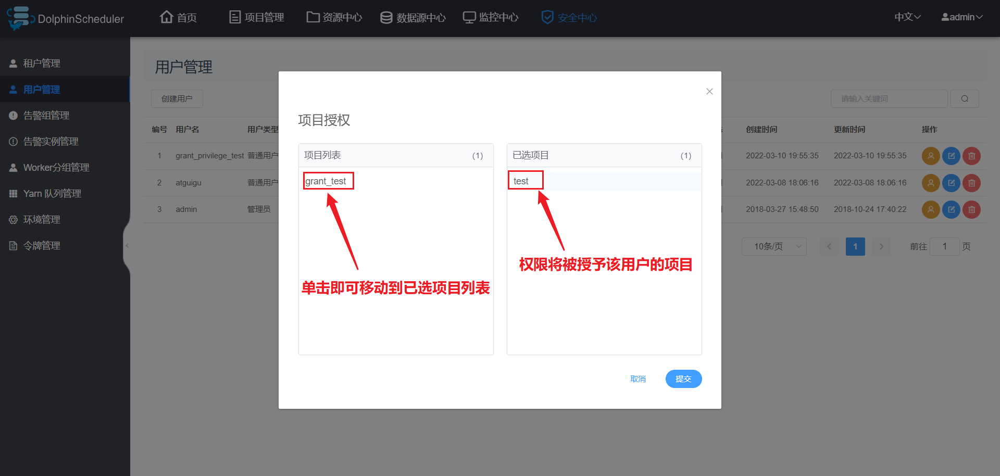 DolphinScheduler
首页
项目管理
资源中心
数据源中心
监控中心
安全中心
中文
admin
租户管理
用户管理
告警组管理
告警实例管理
Worker分组管理
Yarn 队列管理
环境管理
令牌管理
用户管理
创建用户
请输入关键词
编号 用户名 用户类型 创建时间 更新时间 操作
1 grant_privilege_test 普通用户 2022-03-10 19:55:35 2022-03-10 19:55:35
2 atguigu 普通用户 2022-03-08 18:06:16 2022-03-08 18:06:16
3 admin 管理员 2018-03-27 15:48:50 2018-10-24 17:40:22
10条/页
1
前往 1 页
项目授权
项目列表 (1)
grant_test
单击即可移动到已选项目列表
已选项目 (1)
test
权限将被授予该用户的项目
取消
提交